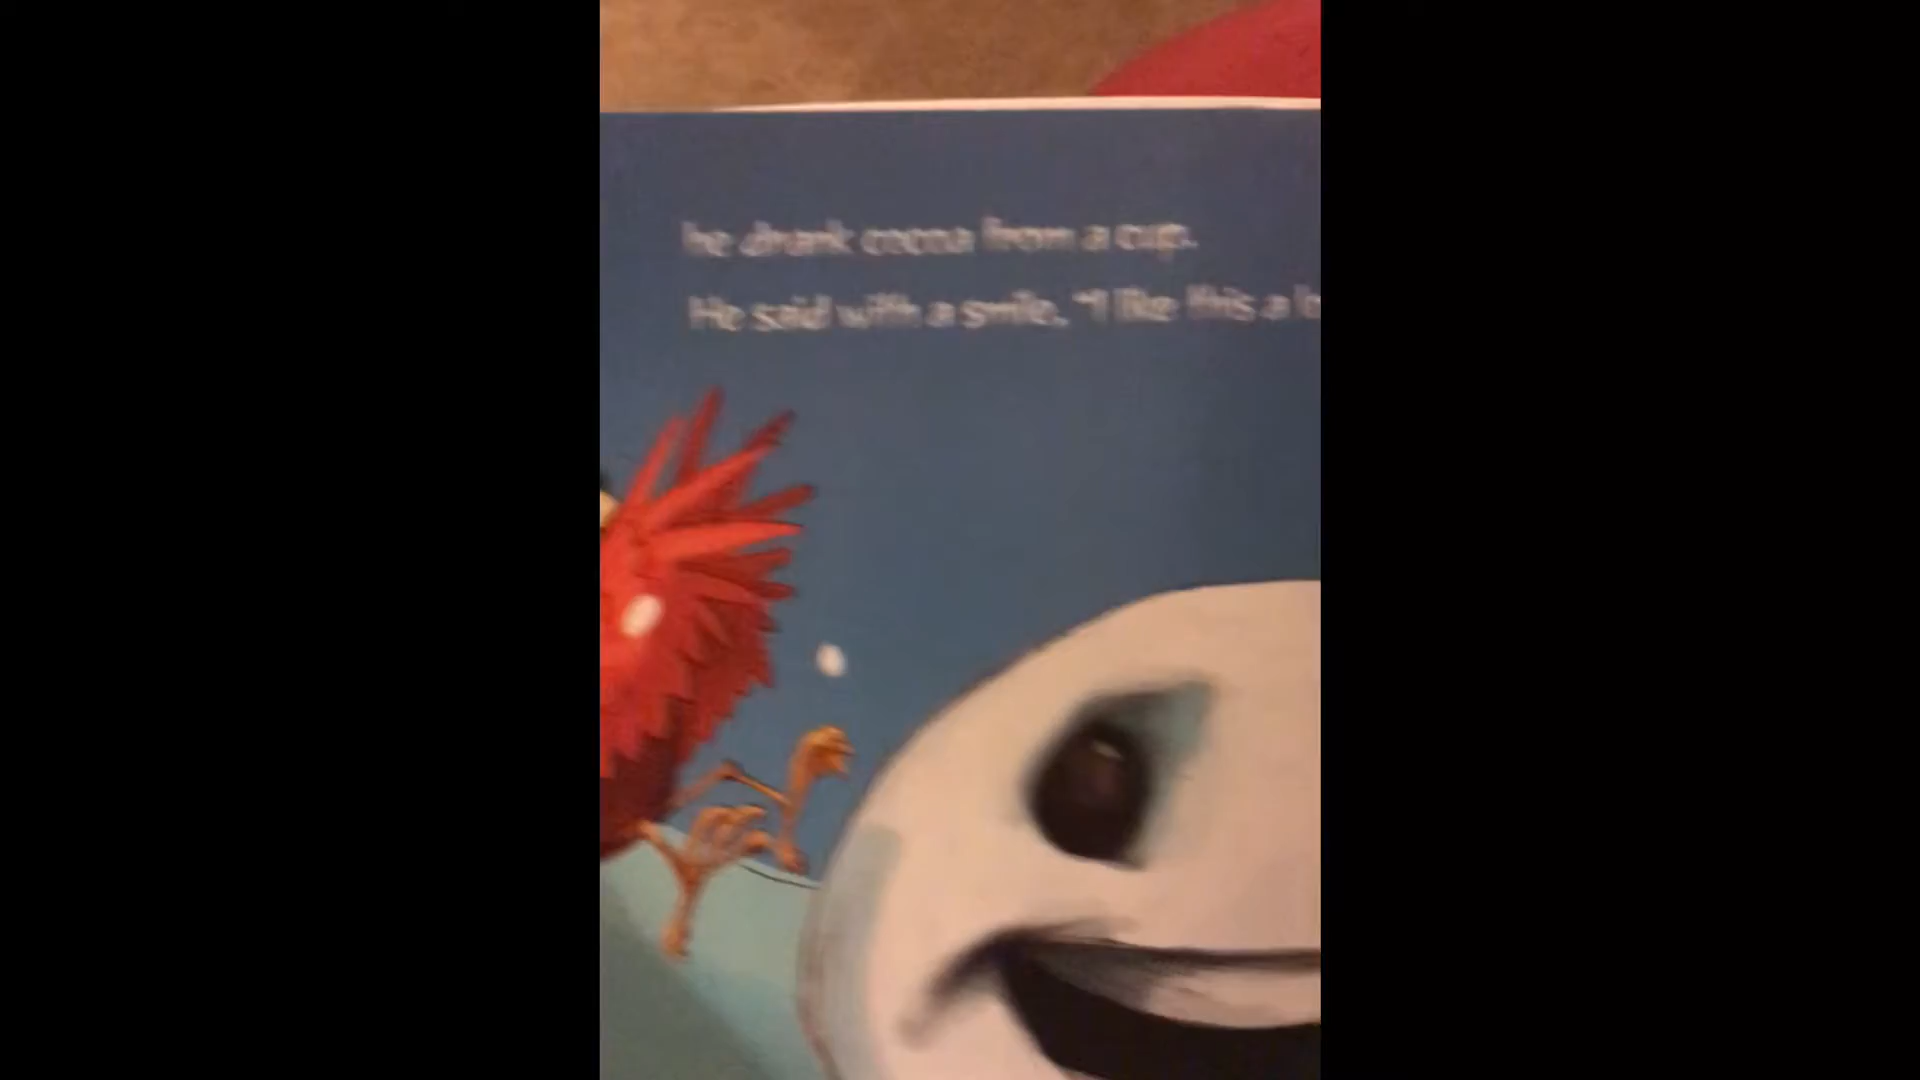 he drank cocoa from a cup.
He said with a smile, "I like this a